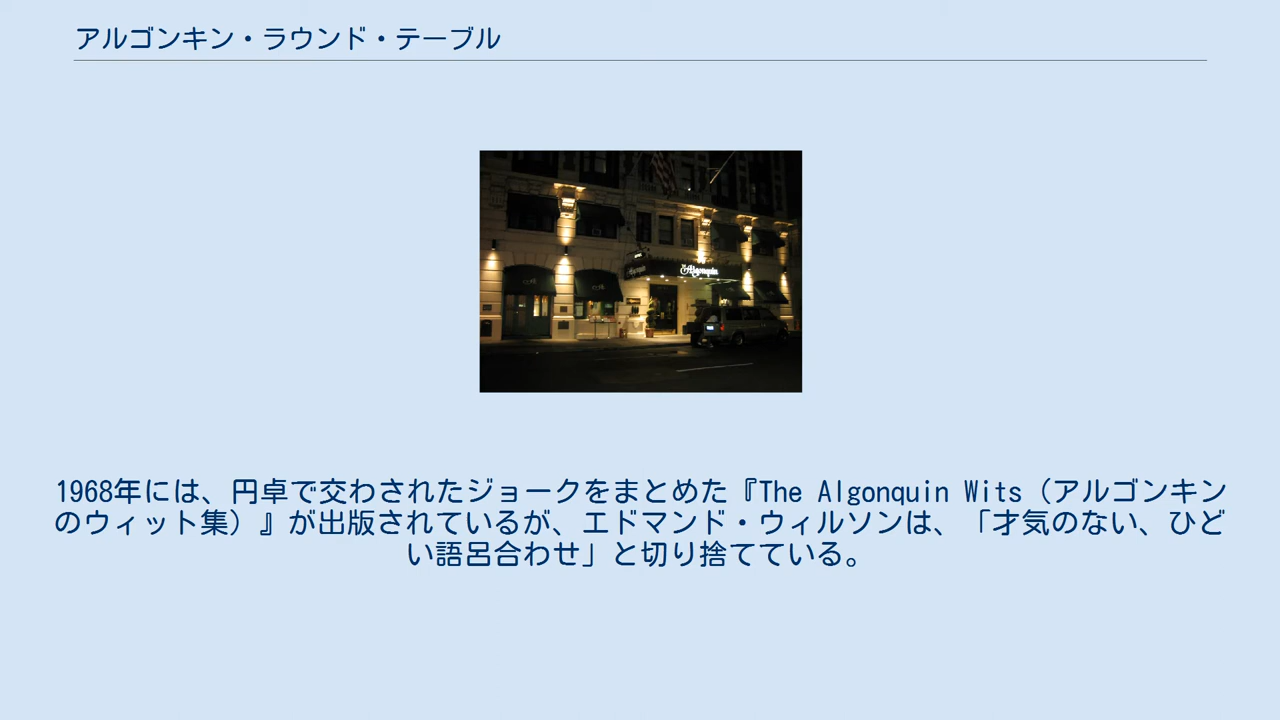 アルゴンキン・ラウンド・テーブル
Algonquin
1968年には、円卓で交わされたジョークをまとめた『The Algonquin Wits（アルゴンキン
のウィット集）』が出版されているが、エドマンド・ウィルソンは、「才気のない、ひど
い語呂合わせ」と切り捨てている。